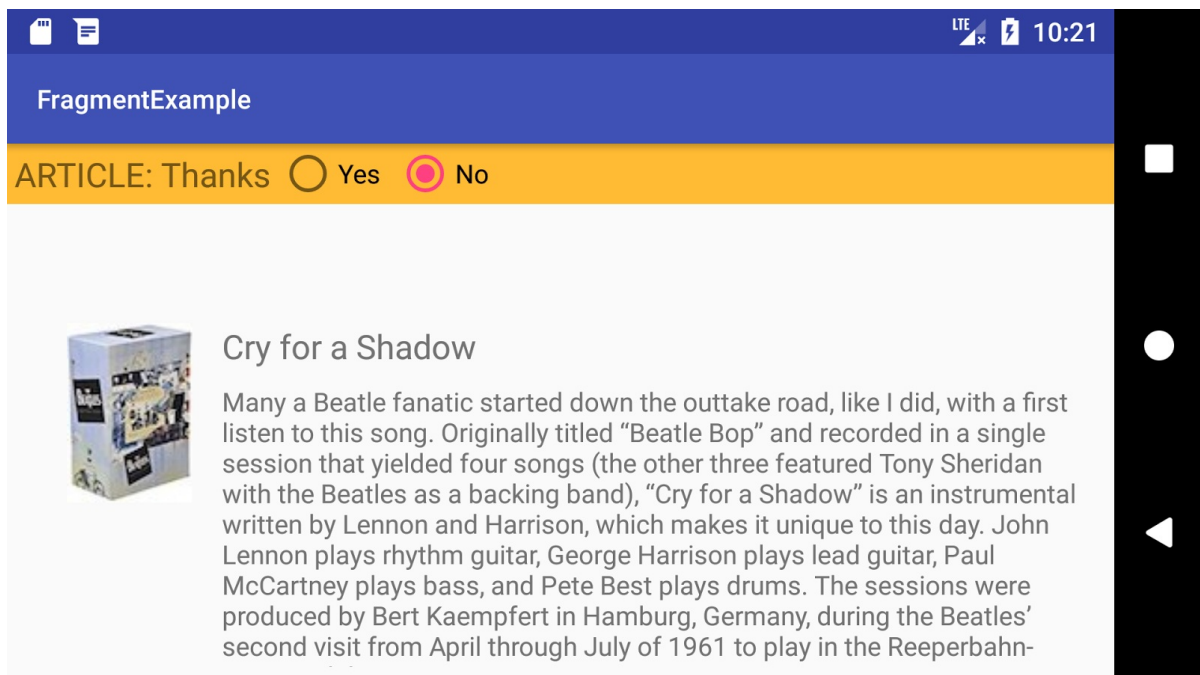 LTE 10:21
FragmentExample
ARTICLE: Thanks Yes No
Cry for a Shadow
Many a Beatle fanatic started down the outtake road, like I did, with a first
listen to this song. Originally titled “Beatle Bop” and recorded in a single
session that yielded four songs (the other three featured Tony Sheridan
with the Beatles as a backing band), “Cry for a Shadow” is an instrumental
written by Lennon and Harrison, which makes it unique to this day. John
Lennon plays rhythm guitar, George Harrison plays lead guitar, Paul
McCartney plays bass, and Pete Best plays drums. The sessions were
produced by Bert Kaempfert in Hamburg, Germany, during the Beatles’
second visit from April through July of 1961 to play in the Reeperbahn-